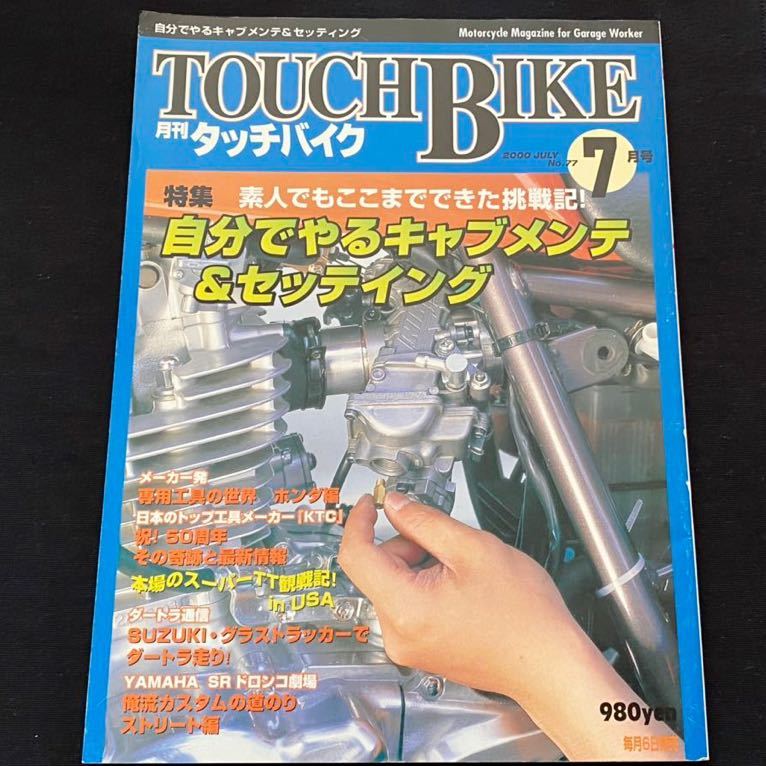 自分でやるキャブメンテ&セッティング
Motorcycle Magazine for Garage Worker
TOUCH BIKE
月刊タッチバイク
2000 JULY
No.77
7月号
特集 素人でもここまでできた挑戦記!
自分でやるキャブメンテ
&セッテイング
メーカー発
専用工具の世界 ホンダ編
日本のトップ工具メーカー『KTC』
祝!50周年
その奇跡と最新情報
本場のスーパーTT観戦記!
in USA
ダートラ通信
SUZUKI・グラストラッカーで
ダートラ走り!
YAMAHA SRドロンコ劇場
俺流カスタムの道のり
ストリート編
980yen
毎月6日発売